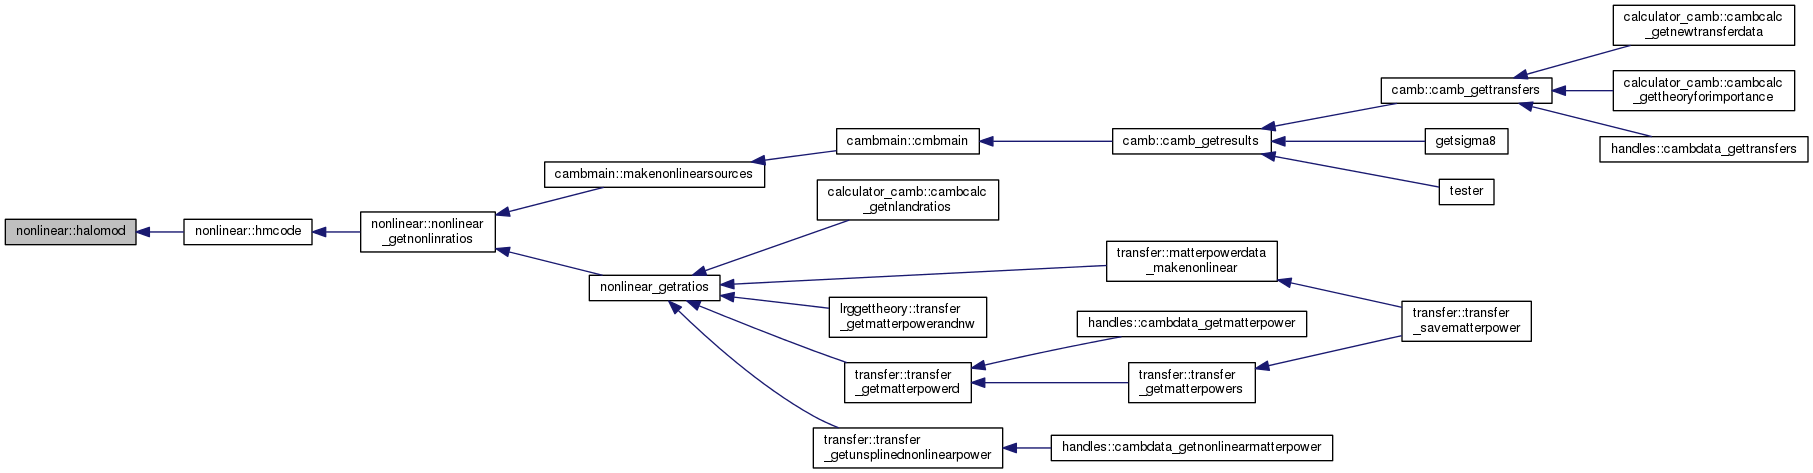 nonlinear::halomod
nonlinear::hmcode
nonlinear::nonlinear
_getnonlinratios
cambmain::makenonlinearsources
cambmain::cmbmain
camb::camb_getresults
camb::camb_gettransfers
calculator_camb::cambcalc
_getnewtransferdata
calculator_camb::cambcalc
_gettheoryforimportance
handles::cambdata_gettransfers
getsigma8
tester
nonlinear_getratios
calculator_camb::cambcalc
_getnlandratios
transfer::matterpowerdata
_makenonlinear
lrggettheory::transfer
_getmatterpowerandnw
transfer::transfer
_savematterpower
handles::cambdata_getmatterpower
transfer::transfer
_getmatterpowerd
transfer::transfer
_getmatterpowers
transfer::transfer
_getunsplinednonlinearpower
handles::cambdata_getnonlinearmatterpower